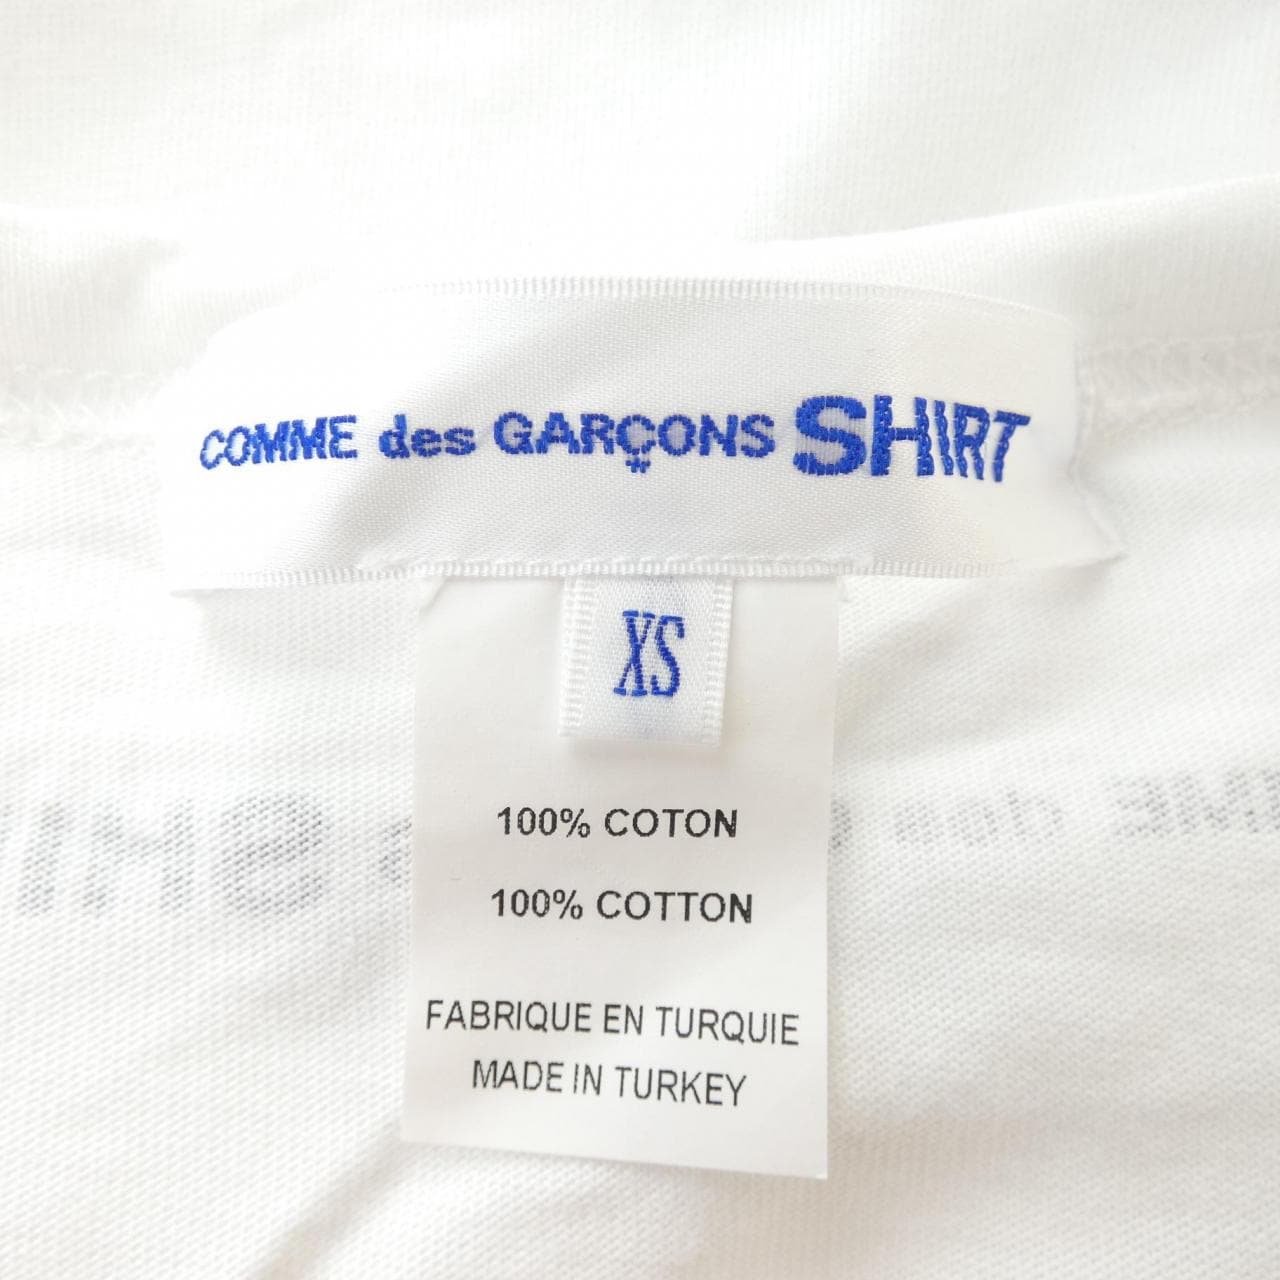 COMME des GARÇONS SHIRT
XS
100% COTON
100% COTTON
FABRIQUE EN TURQUIE
MADE IN TURKEY